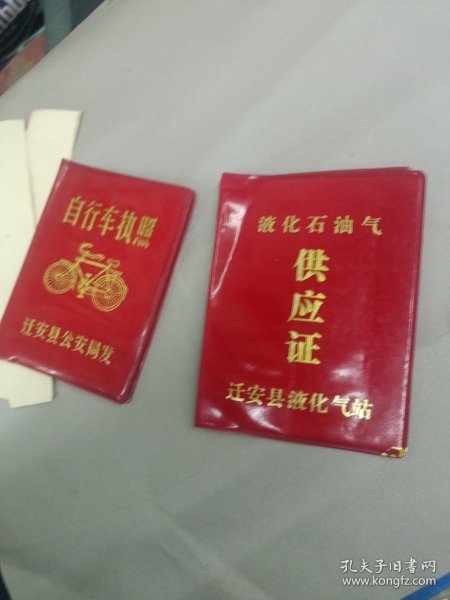 自行车执照
迁安县公安局发
液化石油气
供
应
证
迁安县液化气站
孔夫子旧书网
www.kongfz.com